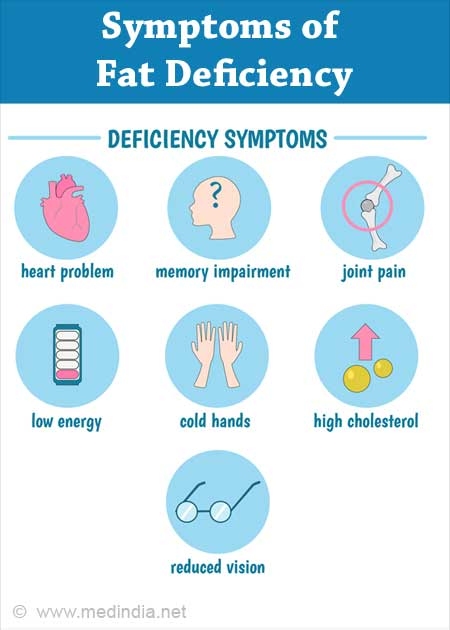 Symptoms of
Fat Deficiency
DEFICIENCY SYMPTOMS
?
heart problem
memory impairment
joint pain
low energy
cold hands
high cholesterol
reduced vision
© www.medindia.net